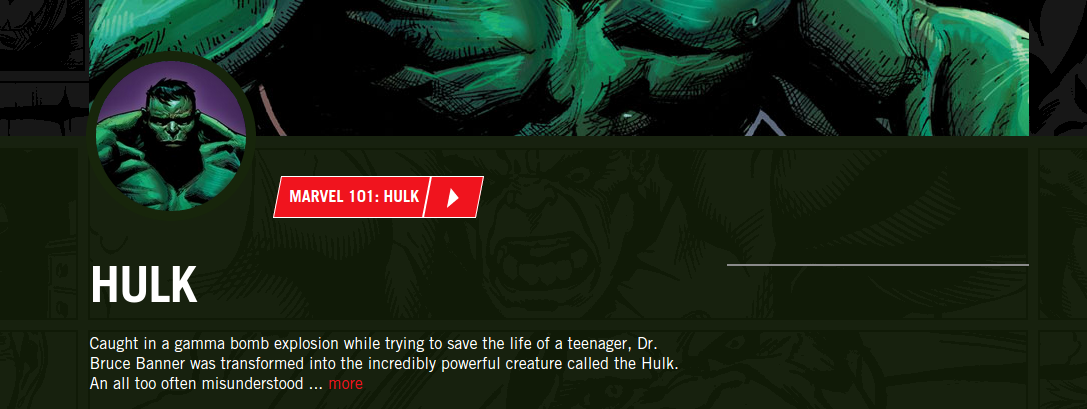 MARVEL 101: HULK
HULK
Caught in a gamma bomb explosion while trying to save the life of a teenager, Dr.
Bruce Banner was transformed into the incredibly powerful creature called the Hulk.
An all too often misunderstood ... more